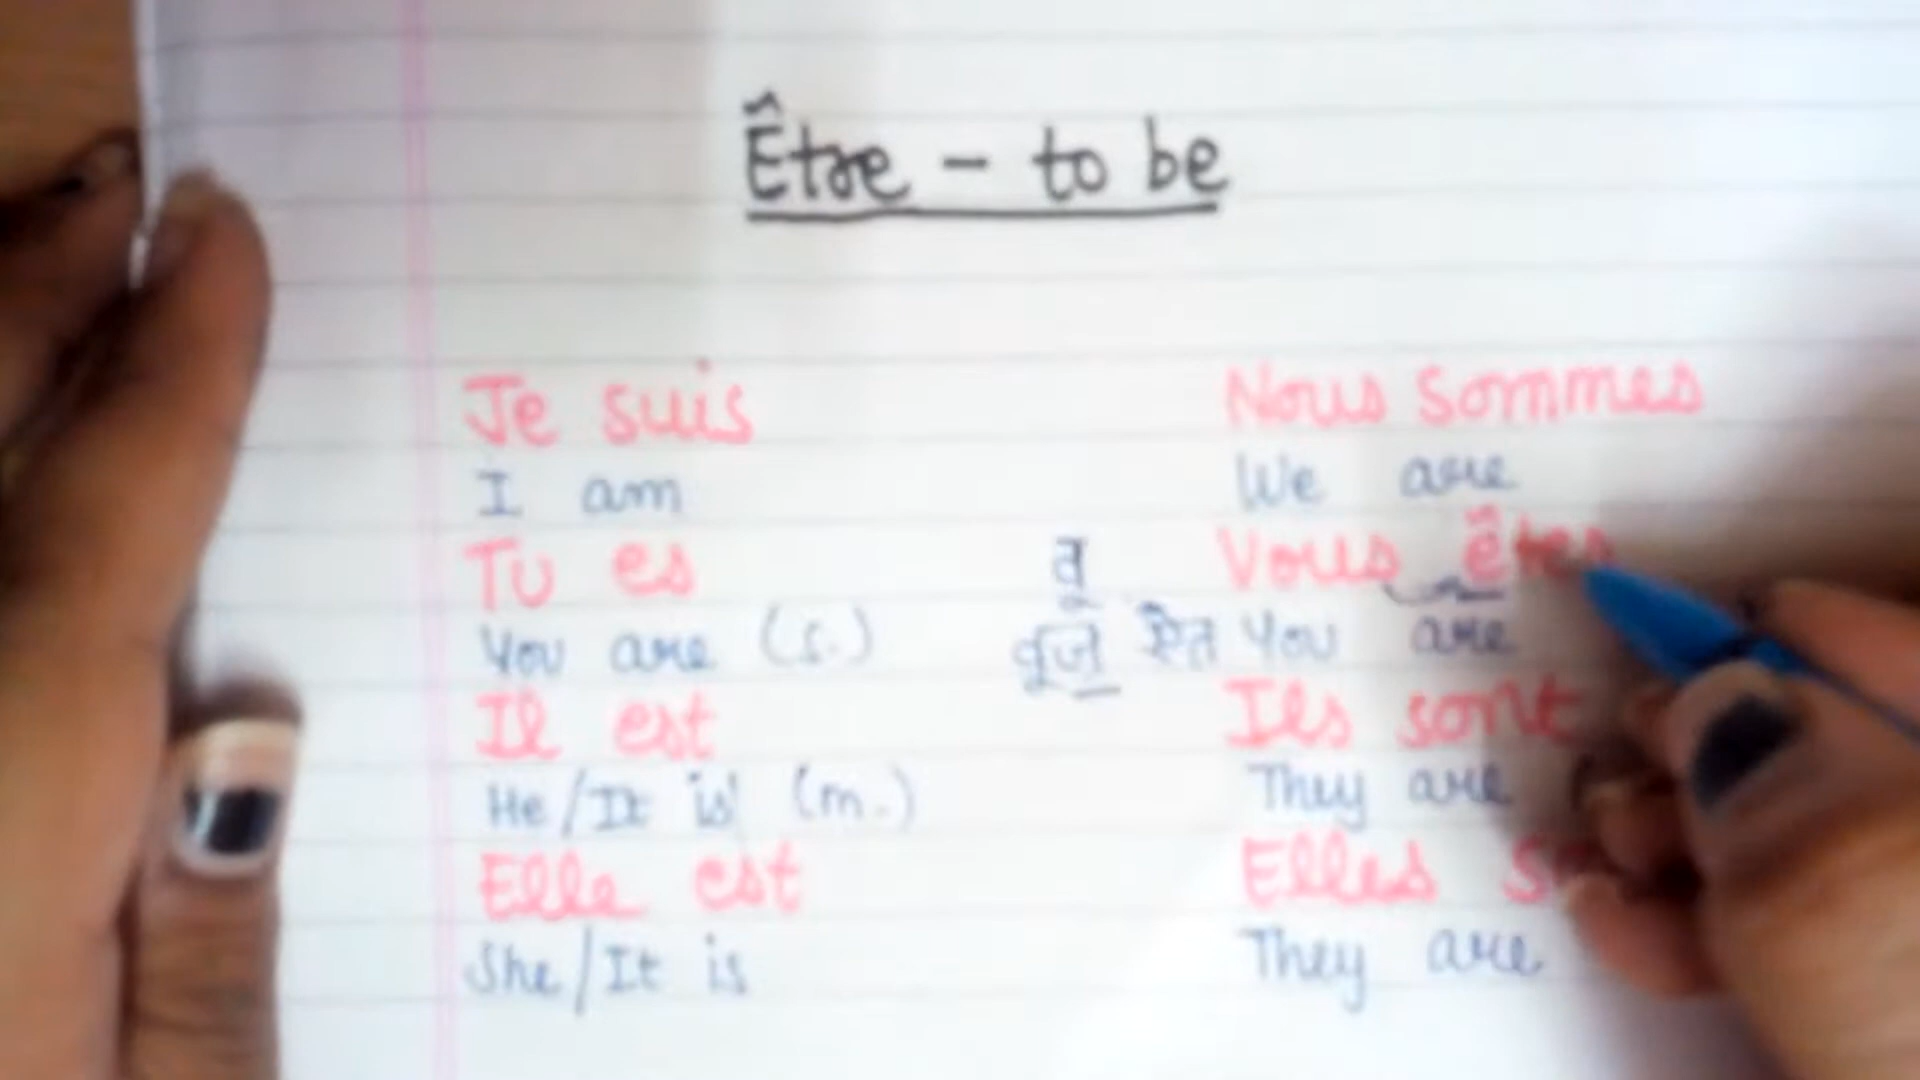 Être - to be
Je suis
I am
Tu es
You are (s.)
Il est
He/It is (m.)
Elle est
She/It is
Nous sommes
We are
Vous êtes
वु
वुज़ ऐत You are
Ils sont
They are
Elles
They are